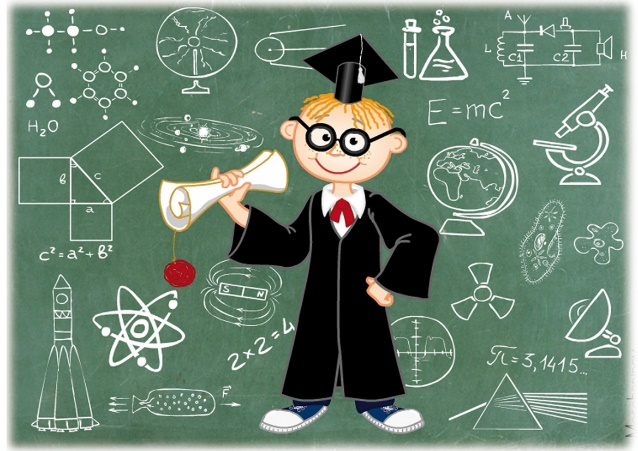 A
L
C1
C2
H
E=mc²
H₂O
в
c
a
c²=a²+в²
S N
2×2=4
F
π=3,1415...